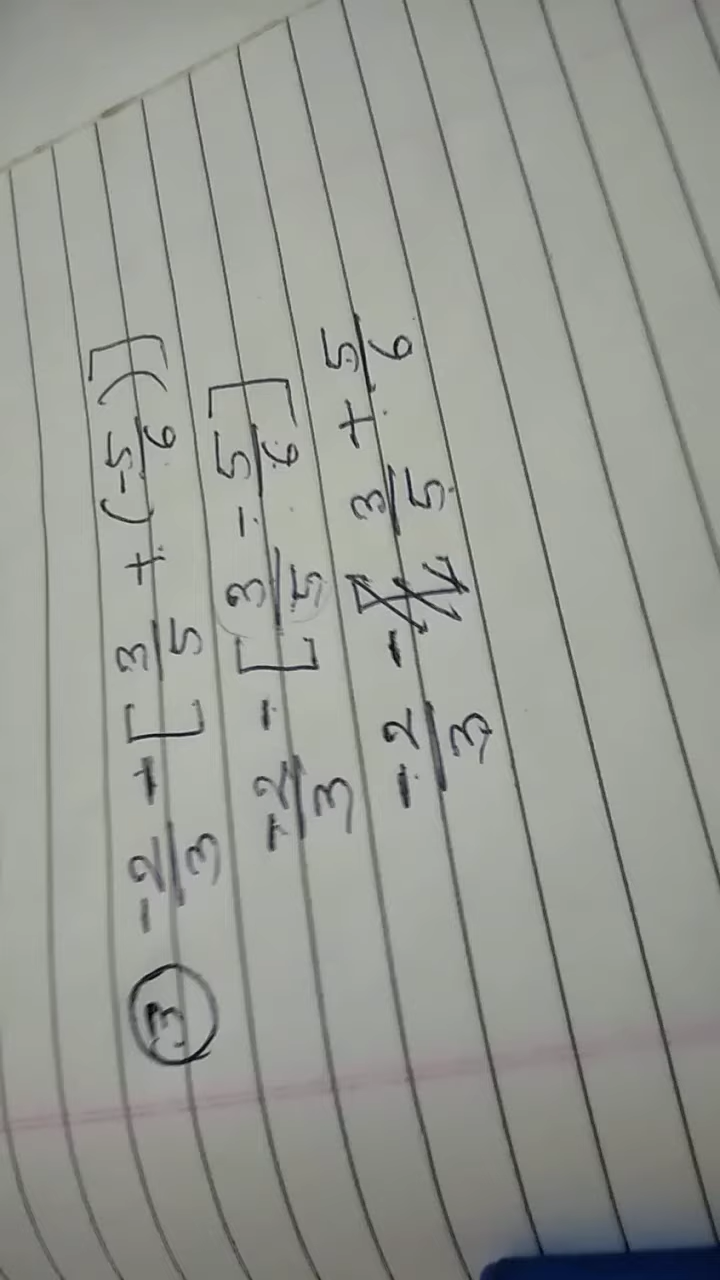 ③ -2/3 - [3/5 + (-5/6)]
-2/3 - [3/5 - 5/6]
-2/3 - 3/5 + 5/6